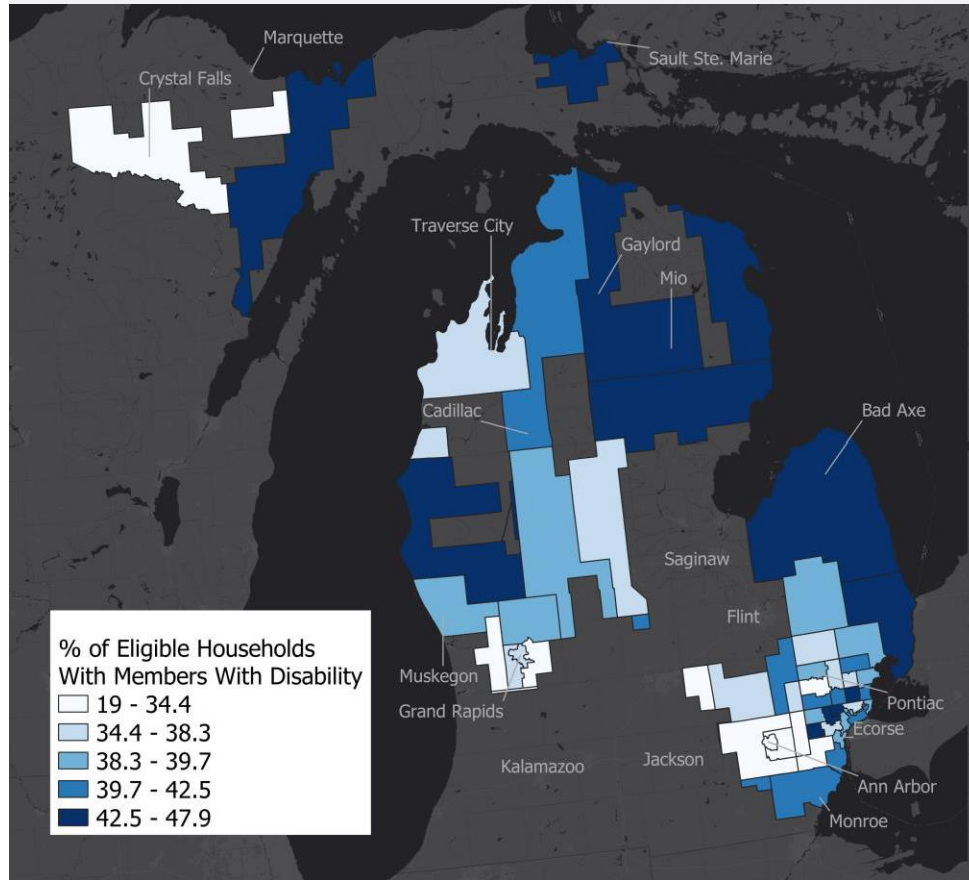 Marquette
Sault Ste. Marie
Crystal Falls
Traverse City
Gaylord
Mio
Cadillac
Bad Axe
Saginaw
Flint
Muskegon
Grand Rapids
Pontiac
Ecorse
Kalamazoo
Jackson
Ann Arbor
Monroe
% of Eligible Households
With Members With Disability
19 - 34.4
34.4 - 38.3
38.3 - 39.7
39.7 - 42.5
42.5 - 47.9